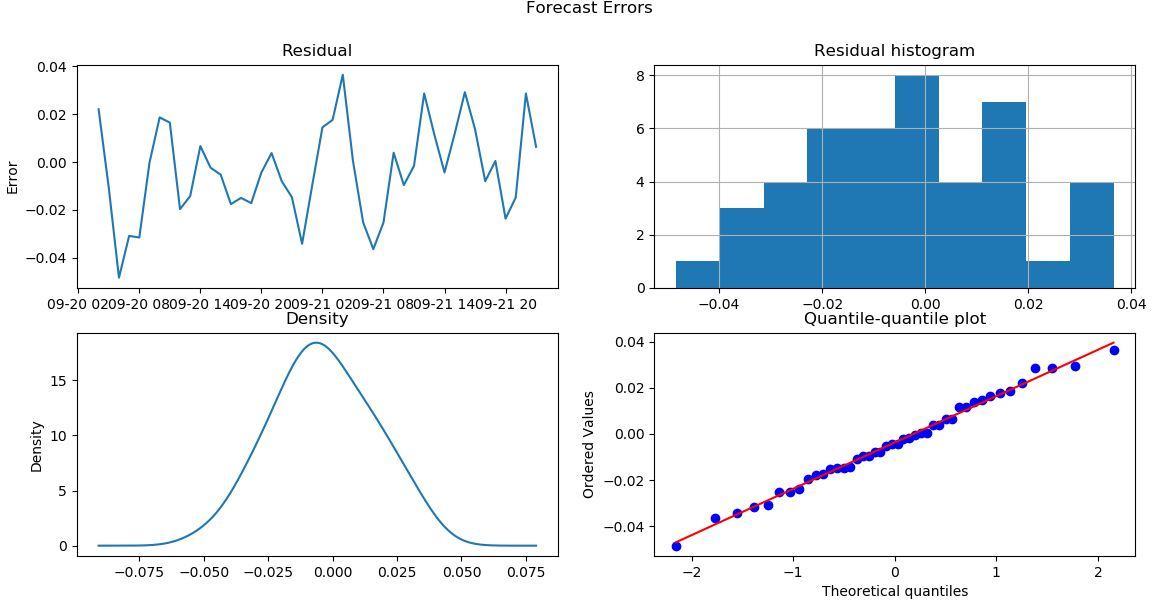 Forecast Errors
Residual
Error
0.04
0.02
0.00
−0.02
−0.04
09-20 02 09-20 08 09-20 14 09-20 20 09-21 02 09-21 08 09-21 14 09-21 20
Residual histogram
8
6
4
2
0
−0.04 −0.02 0.00 0.02 0.04
Density
Density
15
10
5
0
−0.075 −0.050 −0.025 0.000 0.025 0.050 0.075
Quantile-quantile plot
Ordered Values
0.04
0.02
0.00
−0.02
−0.04
−2 −1 0 1 2
Theoretical quantiles